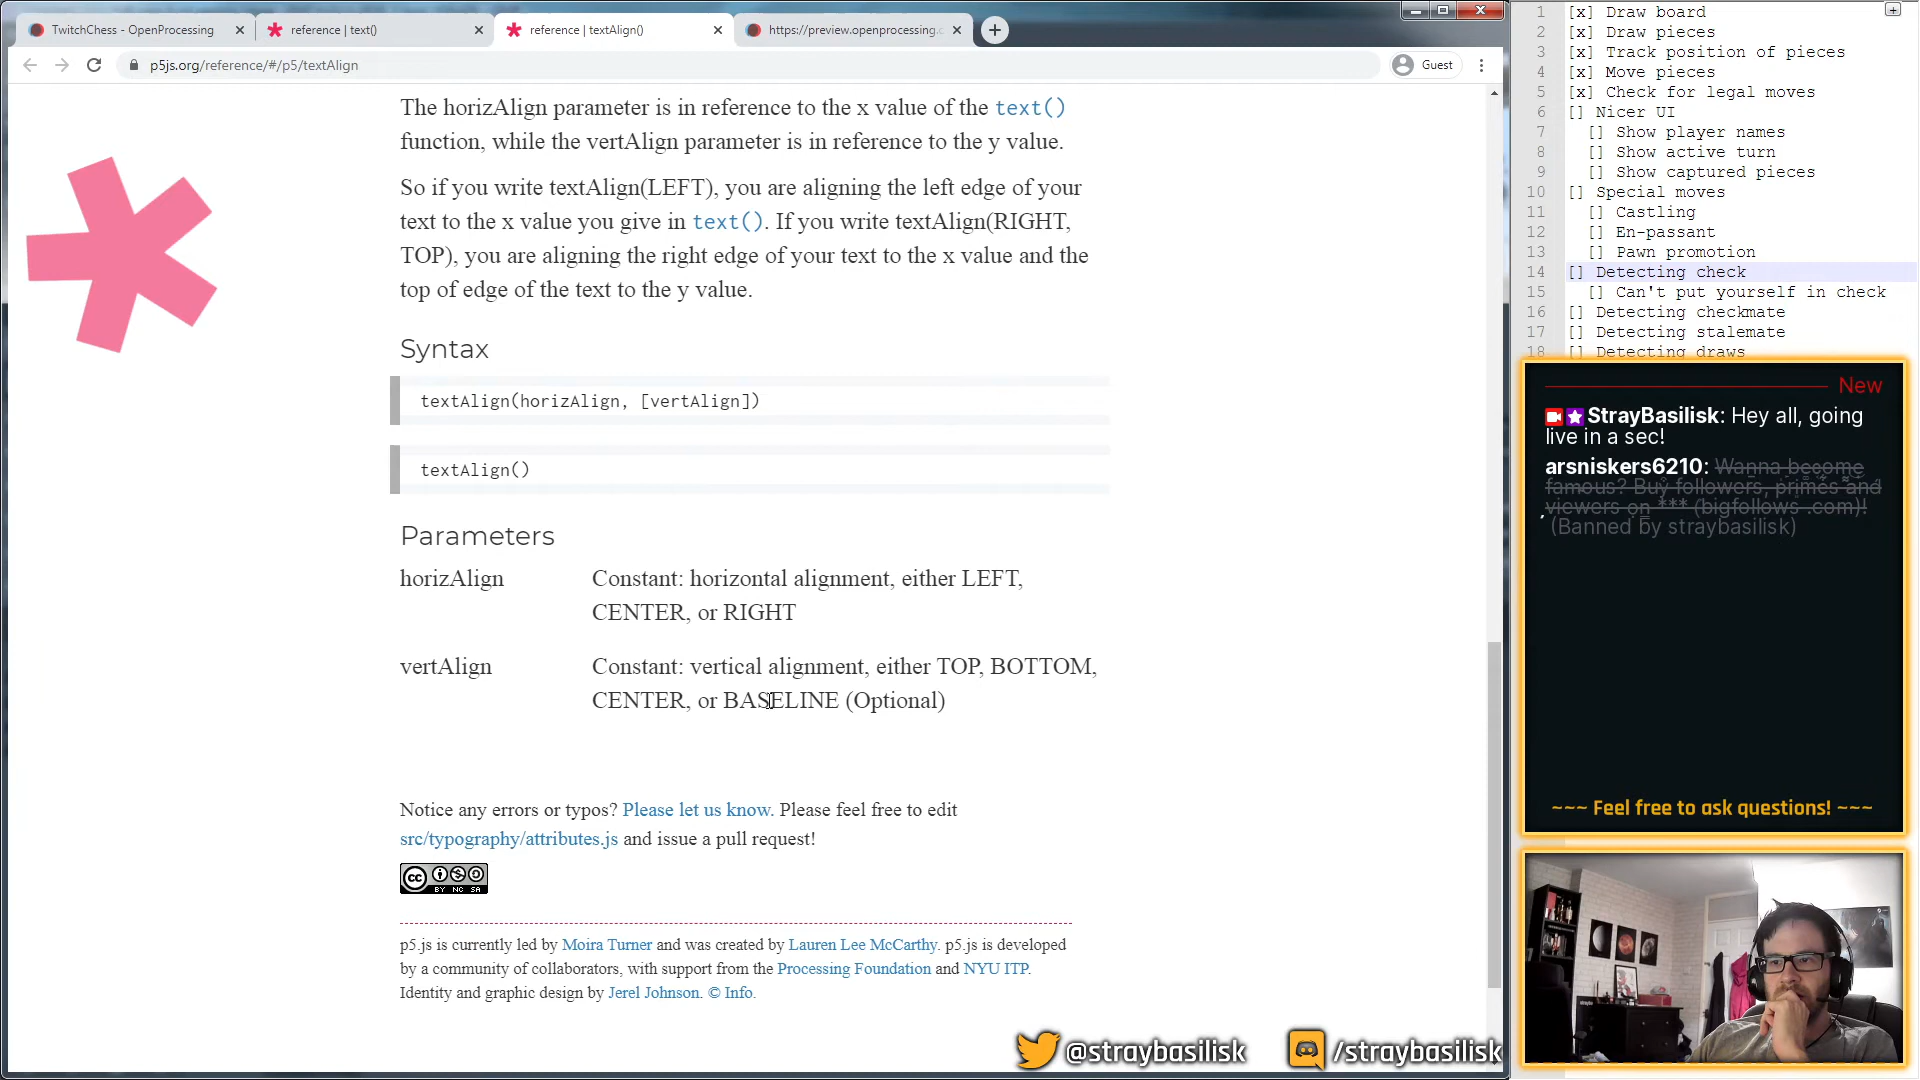 TwitchChess - OpenProcessing
reference | text()
reference | textAlign()
https://preview.openprocessing.c
p5js.org/reference/#/p5/textAlign
Guest
The horizAlign parameter is in reference to the x value of the text()
function, while the vertAlign parameter is in reference to the y value.
So if you write textAlign(LEFT), you are aligning the left edge of your
text to the x value you give in text(). If you write textAlign(RIGHT,
TOP), you are aligning the right edge of your text to the x value and the
top of edge of the text to the y value.
Syntax
textAlign(horizAlign, [vertAlign])
textAlign()
Parameters
horizAlign Constant: horizontal alignment, either LEFT,
CENTER, or RIGHT
vertAlign Constant: vertical alignment, either TOP, BOTTOM,
CENTER, or BASELINE (Optional)
Notice any errors or typos? Please let us know. Please feel free to edit
src/typography/attributes.js and issue a pull request!
cc
BY NC SA
p5.js is currently led by Moira Turner and was created by Lauren Lee McCarthy. p5.js is developed
by a community of collaborators, with support from the Processing Foundation and NYU ITP.
Identity and graphic design by Jerel Johnson. © Info.
@straybasilisk
/straybasilisk
1 [x] Draw board
2 [x] Draw pieces
3 [x] Track position of pieces
4 [x] Move pieces
5 [x] Check for legal moves
6 [] Nicer UI
7 [] Show player names
8 [] Show active turn
9 [] Show captured pieces
10 [] Special moves
11 [] Castling
12 [] En-passant
13 [] Pawn promotion
14 [] Detecting check
15 [] Can't put yourself in check
16 [] Detecting checkmate
17 [] Detecting stalemate
18 [] Detecting draws
New
StrayBasilisk: Hey all, going
live in a sec!
arsniskers6210: Wanna become
famous? Buy followers, primes and
viewers on *** (bigfollows .com)!
(Banned by straybasilisk)
~~~ Feel free to ask questions! ~~~